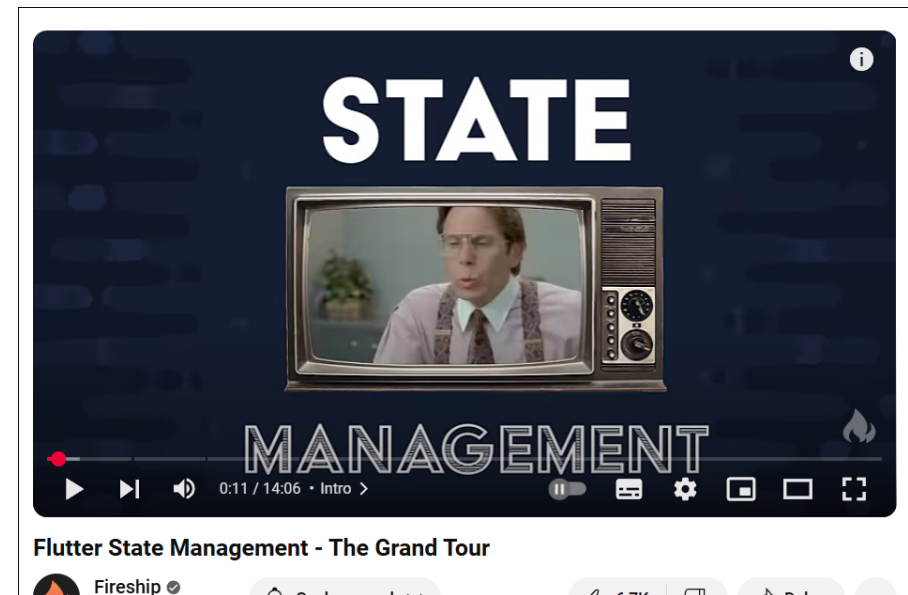 STATE
MANAGEMENT
0:11 / 14:06 • Intro
Flutter State Management - The Grand Tour
Fireship